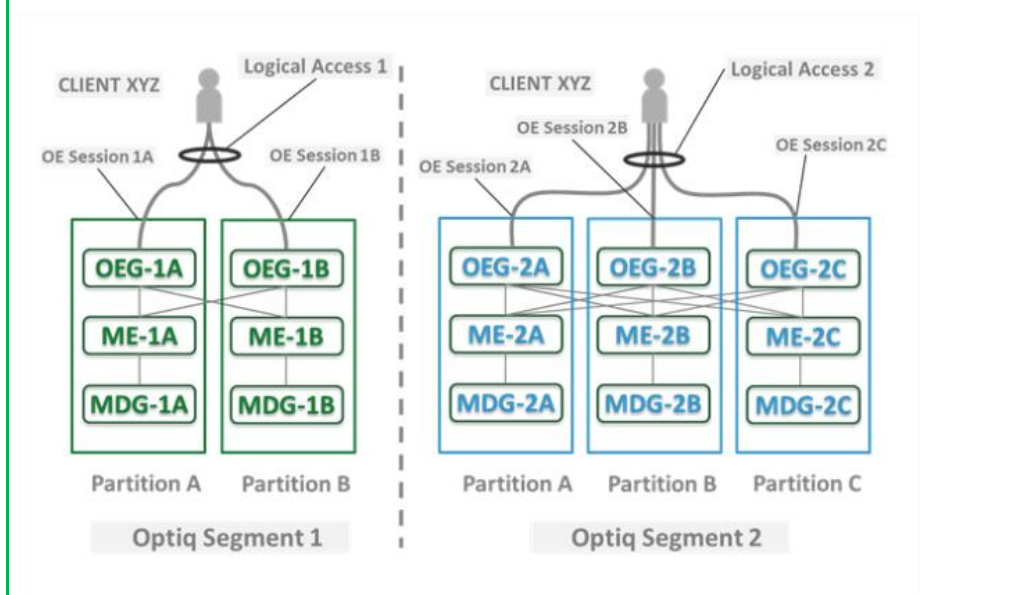 Logical Access 1
CLIENT XYZ
OE Session 1A
OE Session 1B
OEG-1A
OEG-1B
ME-1A
ME-1B
MDG-1A
MDG-1B
Partition A
Partition B
Optiq Segment 1
Logical Access 2
CLIENT XYZ
OE Session 2B
OE Session 2C
OE Session 2A
OEG-2A
OEG-2B
OEG-2C
ME-2A
ME-2B
ME-2C
MDG-2A
MDG-2B
MDG-2C
Partition A
Partition B
Partition C
Optiq Segment 2